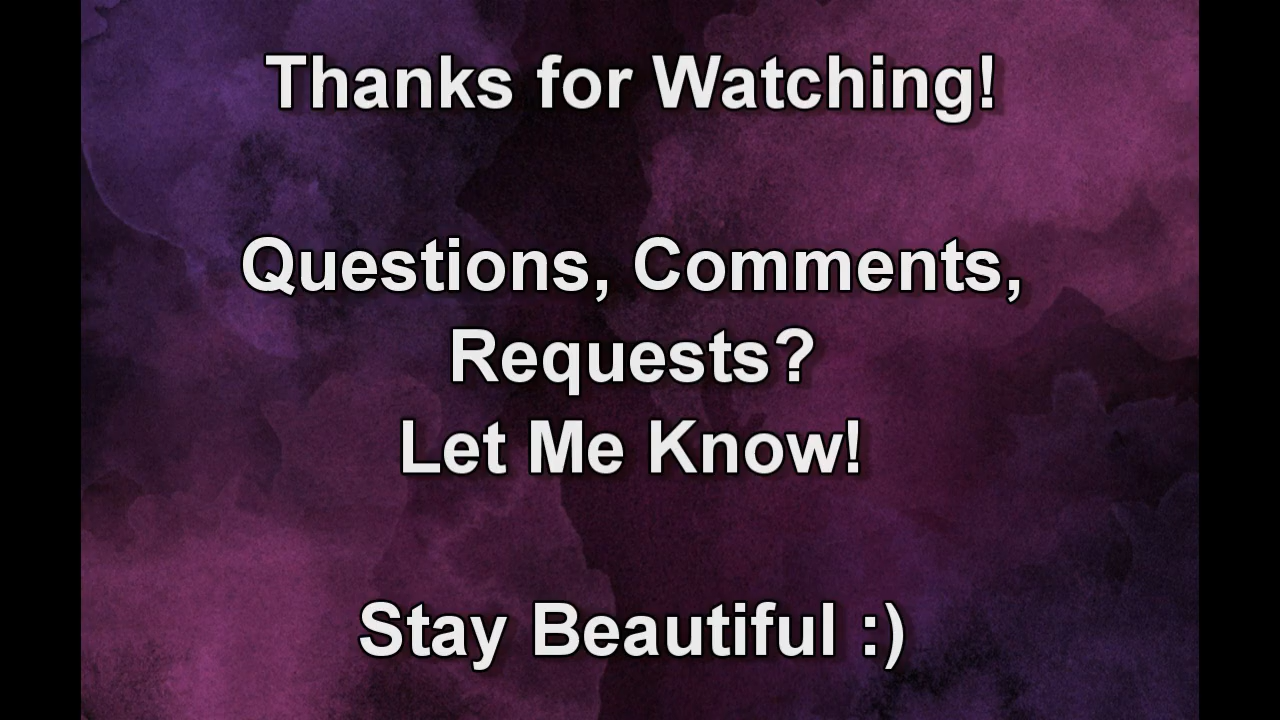 Thanks for Watching!
Questions, Comments,
Requests?
Let Me Know!
Stay Beautiful :)